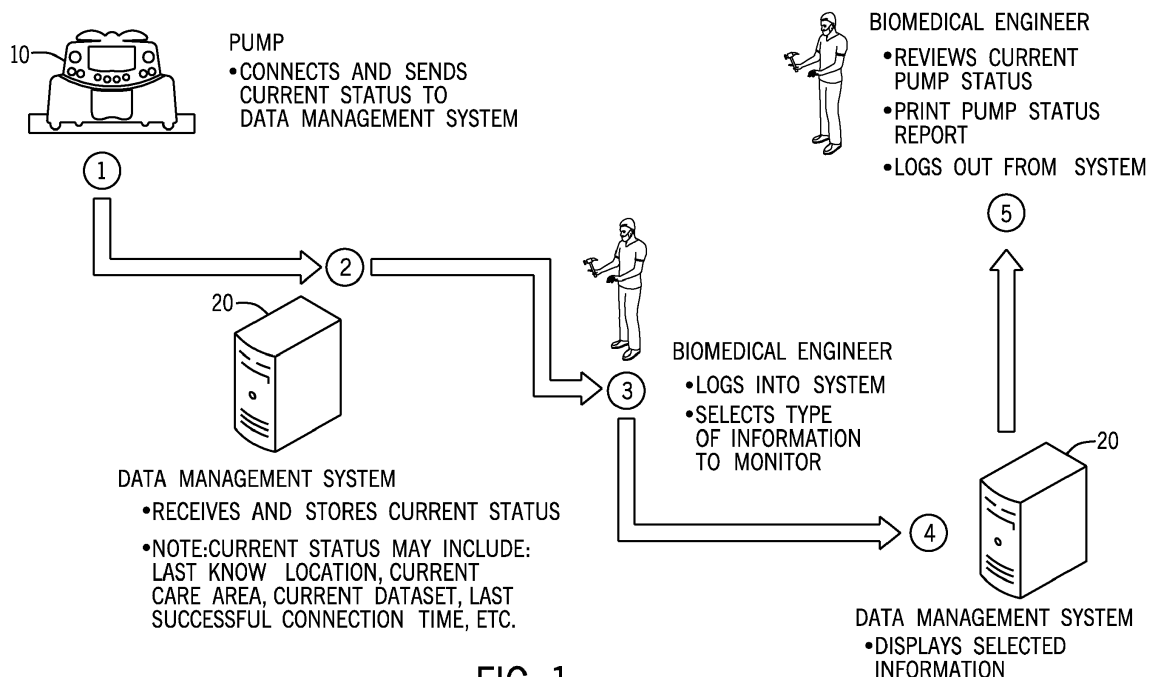 10
PUMP
•CONNECTS AND SENDS
CURRENT STATUS TO
DATA MANAGEMENT SYSTEM
1
2
20
DATA MANAGEMENT SYSTEM
•RECEIVES AND STORES CURRENT STATUS
•NOTE:CURRENT STATUS MAY INCLUDE:
LAST KNOW LOCATION, CURRENT
CARE AREA, CURRENT DATASET, LAST
SUCCESSFUL CONNECTION TIME, ETC.
3
BIOMEDICAL ENGINEER
•LOGS INTO SYSTEM
•SELECTS TYPE
OF INFORMATION
TO MONITOR
4
20
DATA MANAGEMENT SYSTEM
•DISPLAYS SELECTED
INFORMATION
BIOMEDICAL ENGINEER
•REVIEWS CURRENT
PUMP STATUS
•PRINT PUMP STATUS
REPORT
•LOGS OUT FROM SYSTEM
5
FIG. 1